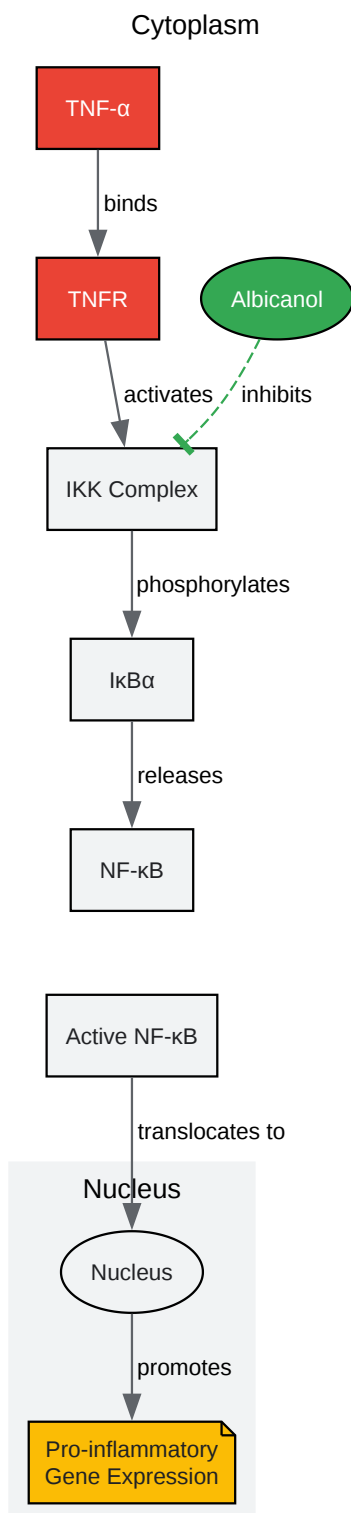 Cytoplasm
TNF-α
binds
TNFR
Albicanol
activates
inhibits
IKK Complex
phosphorylates
IκBα
releases
NF-κB
Active NF-κB
translocates to
Nucleus
Nucleus
promotes
Pro-inflammatory
Gene Expression